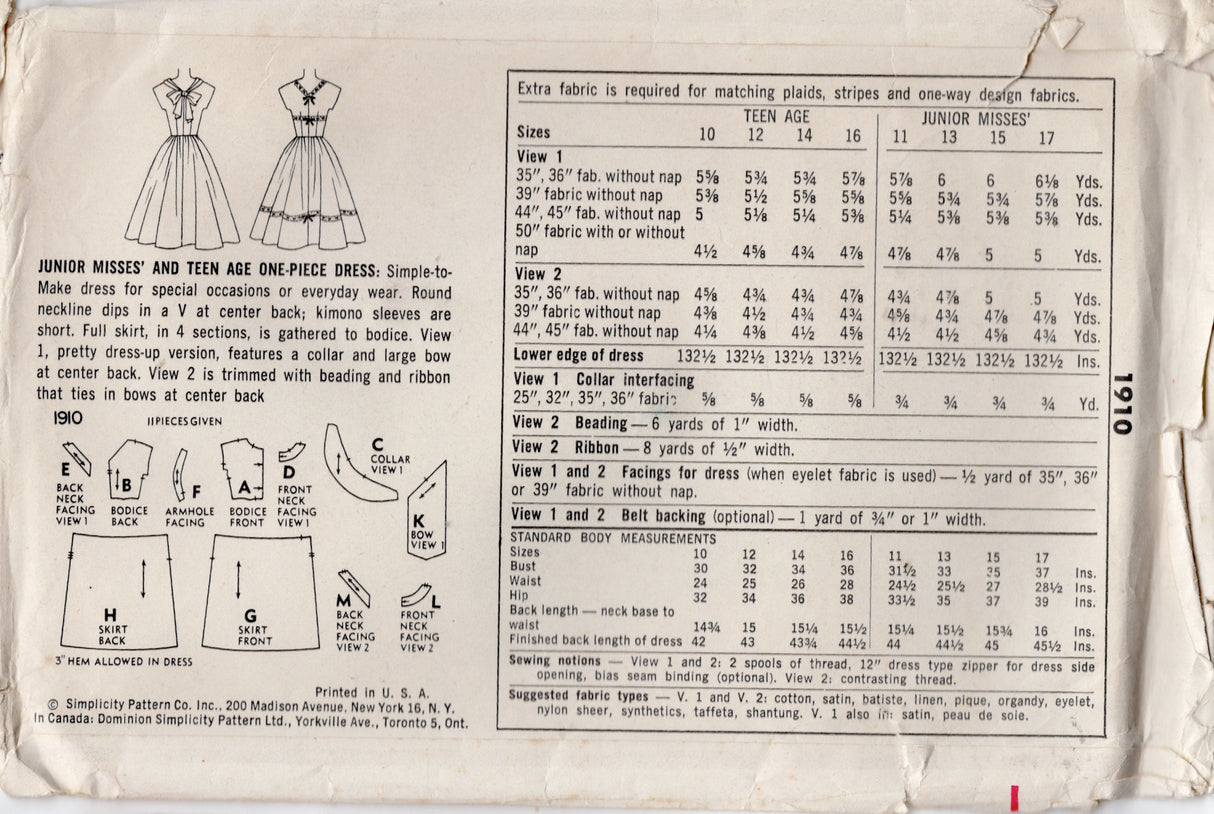 JUNIOR MISSES' AND TEEN AGE ONE-PIECE DRESS: Simple-to-
Make dress for special occasions or everyday wear. Round
neckline dips in a V at center back; kimono sleeves are
short. Full skirt, in 4 sections, is gathered to bodice. View
1, pretty dress-up version, features a collar and large bow
at center back. View 2 is trimmed with beading and ribbon
that ties in bows at center back
1910 11 PIECES GIVEN
E
BACK
NECK
FACING
VIEW 1
B
BODICE
BACK
F
ARMHOLE
FACING
A
BODICE
FRONT
D
FRONT
NECK
FACING
VIEW 1
C
COLLAR
VIEW 1
K
BOW
VIEW 1
H
SKIRT
BACK
G
SKIRT
FRONT
M
BACK
NECK
FACING
VIEW 2
L
FRONT
NECK
FACING
VIEW 2
3" HEM ALLOWED IN DRESS
Printed in U. S. A.
© Simplicity Pattern Co. Inc., 200 Madison Avenue, New York 16, N. Y.
In Canada: Dominion Simplicity Pattern Ltd., Yorkville Ave., Toronto 5, Ont.
Extra fabric is required for matching plaids, stripes and one-way design fabrics.
TEEN AGE JUNIOR MISSES'
Sizes 10 12 14 16 11 13 15 17
View 1
35", 36" fab. without nap 5⅝ 5¾ 5¾ 5⅞ 5⅞ 6 6 6⅛ Yds.
39" fabric without nap 5⅜ 5½ 5⅝ 5⅝ 5⅝ 5¾ 5¾ 5⅞ Yds.
44", 45" fab. without nap 5 5⅛ 5¼ 5⅜ 5¼ 5⅜ 5⅜ 5⅜ Yds.
50" fabric with or without
nap 4½ 4⅝ 4¾ 4⅞ 4⅞ 4⅞ 5 5 Yds.
View 2
35", 36" fab. without nap 4⅝ 4¾ 4¾ 4⅞ 4¾ 4⅞ 5 5 Yds.
39" fabric without nap 4⅜ 4½ 4¾ 4¾ 4⅝ 4¾ 4⅞ 4⅞ Yds.
44", 45" fab. without nap 4¼ 4⅜ 4½ 4⅝ 4½ 4½ 4⅝ 4¾ Yds.
Lower edge of dress 132½ 132½ 132½ 132½ 132½ 132½ 132½ 132½ Ins.
View 1 Collar interfacing
25", 32", 35", 36" fabric ⅝ ⅝ ⅝ ⅝ ¾ ¾ ¾ ¾ Yd.
View 2 Beading — 6 yards of 1" width.
View 2 Ribbon — 8 yards of ½" width.
View 1 and 2 Facings for dress (when eyelet fabric is used) — ½ yard of 35", 36"
or 39" fabric without nap.
View 1 and 2 Belt backing (optional) — 1 yard of ¾" or 1" width.
STANDARD BODY MEASUREMENTS
Sizes 10 12 14 16 11 13 15 17
Bust 30 32 34 36 31½ 33 35 37 Ins.
Waist 24 25 26 28 24½ 25½ 27 28½ Ins.
Hip 32 34 36 38 33½ 35 37 39 Ins.
Back length — neck base to
waist 14¾ 15 15¼ 15½ 15¼ 15½ 15¾ 16 Ins.
Finished back length of dress 42 43 43¾ 44½ 44 44½ 45 45½ Ins.
Sewing notions — View 1 and 2: 2 spools of thread, 12" dress type zipper for dress side
opening, bias seam binding (optional). View 2: contrasting thread.
Suggested fabric types — V. 1 and V. 2: cotton, satin, batiste, linen, pique, organdy, eyelet,
nylon sheer, synthetics, taffeta, shantung. V. 1 also in: satin, peau de soie.
1910